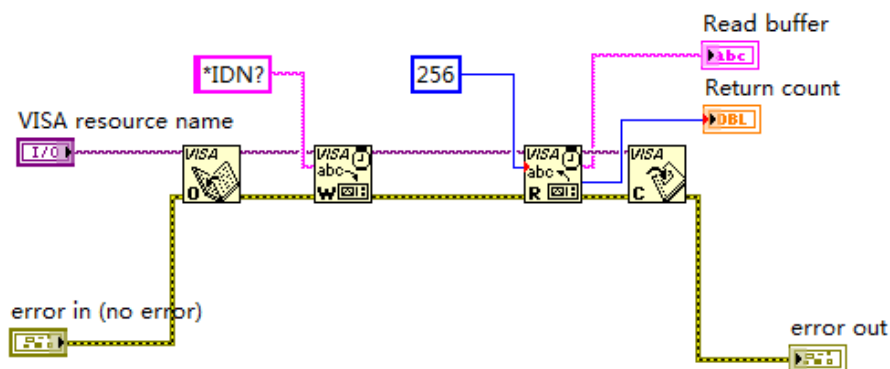 Read buffer
abc
*IDN?
256
Return count
DBL
VISA resource name
I/O
VISA
O
VISA
abc
W
VISA
abc
R
VISA
C
error in (no error)
error out